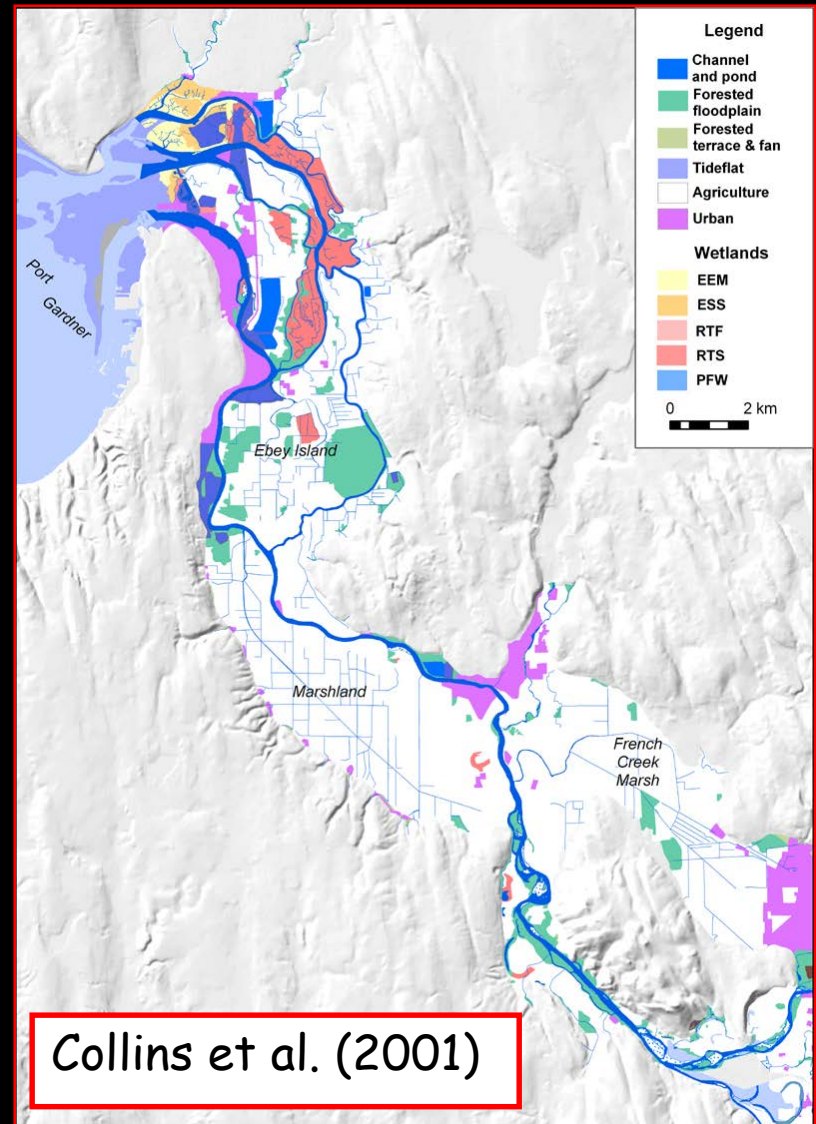 Legend
Channel
and pond
Forested
floodplain
Forested
terrace & fan
Tideflat
Agriculture
Urban
Wetlands
EEM
ESS
RTF
RTS
PFW
0 2 km
Port
Gardner
Ebey Island
Marshland
French
Creek
Marsh
Collins et al. (2001)